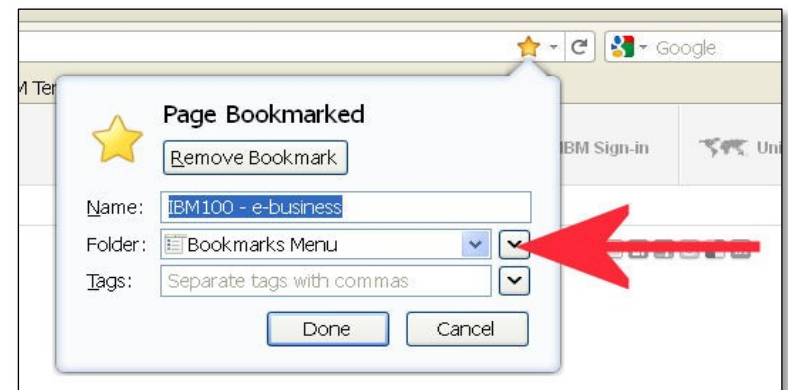 Google
M Ter
Page Bookmarked
Remove Bookmark
IBM Sign-in
Uni
Name: IBM100 - e-business
Folder: Bookmarks Menu
Tags: Separate tags with commas
Done Cancel